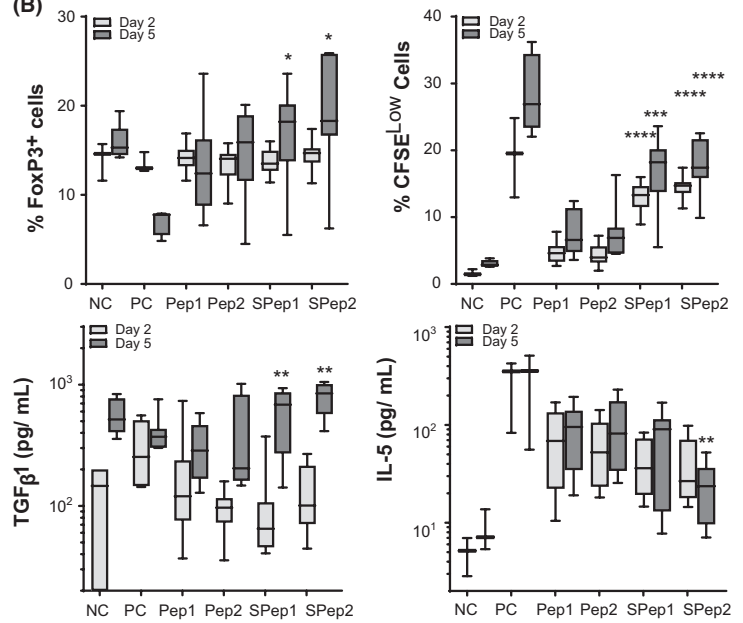 (B)
% FoxP3+ cells
30
20
10
0
Day 2
Day 5
*
*
NC PC Pep1 Pep2 SPep1 SPep2
% CFSELow Cells
40
30
20
10
0
Day 2
Day 5
****
***
****
****
NC PC Pep1 Pep2 SPep1 SPep2
TGFβ1 (pg/ mL)
10³
10²
Day 2
Day 5
**
**
NC PC Pep1 Pep2 SPep1 SPep2
IL-5 (pg/ mL)
10³
10²
10¹
Day 2
Day 5
**
NC PC Pep1 Pep2 SPep1 SPep2